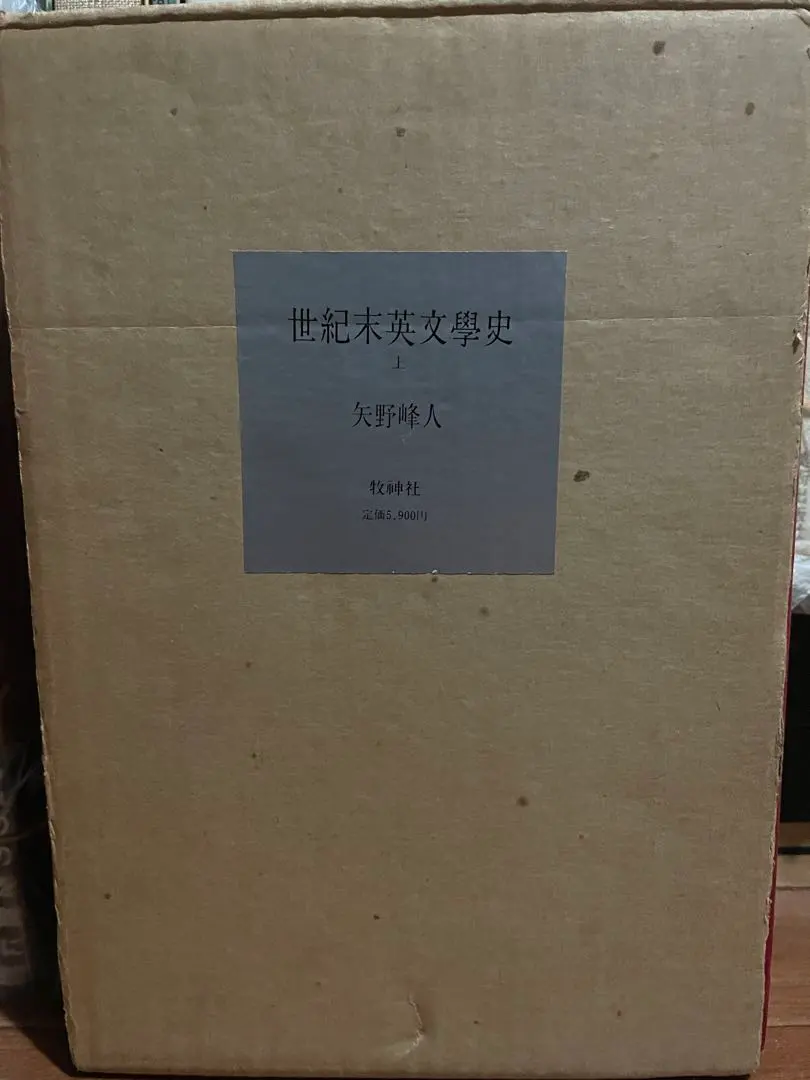 世紀末英文學史
上
矢野峰人
牧神社
定価5,900円